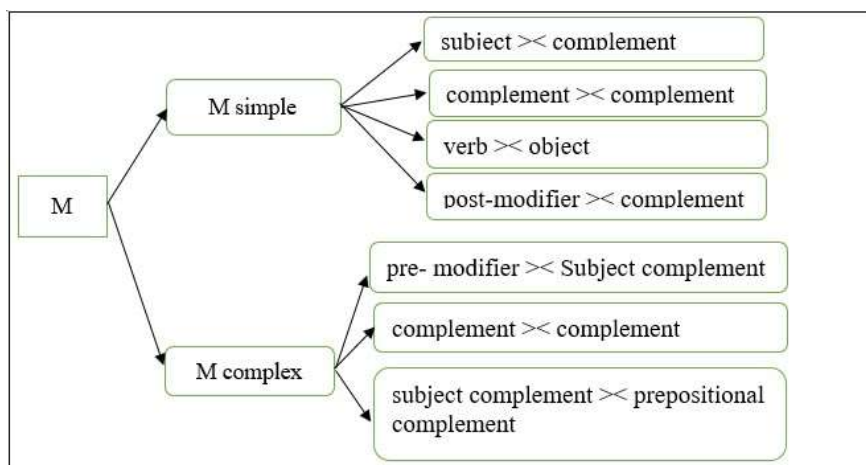 subject >< complement
M simple
complement >< complement
verb >< object
post-modifier >< complement
M
pre- modifier >< Subject complement
complement >< complement
M complex
subject complement >< prepositional
complement